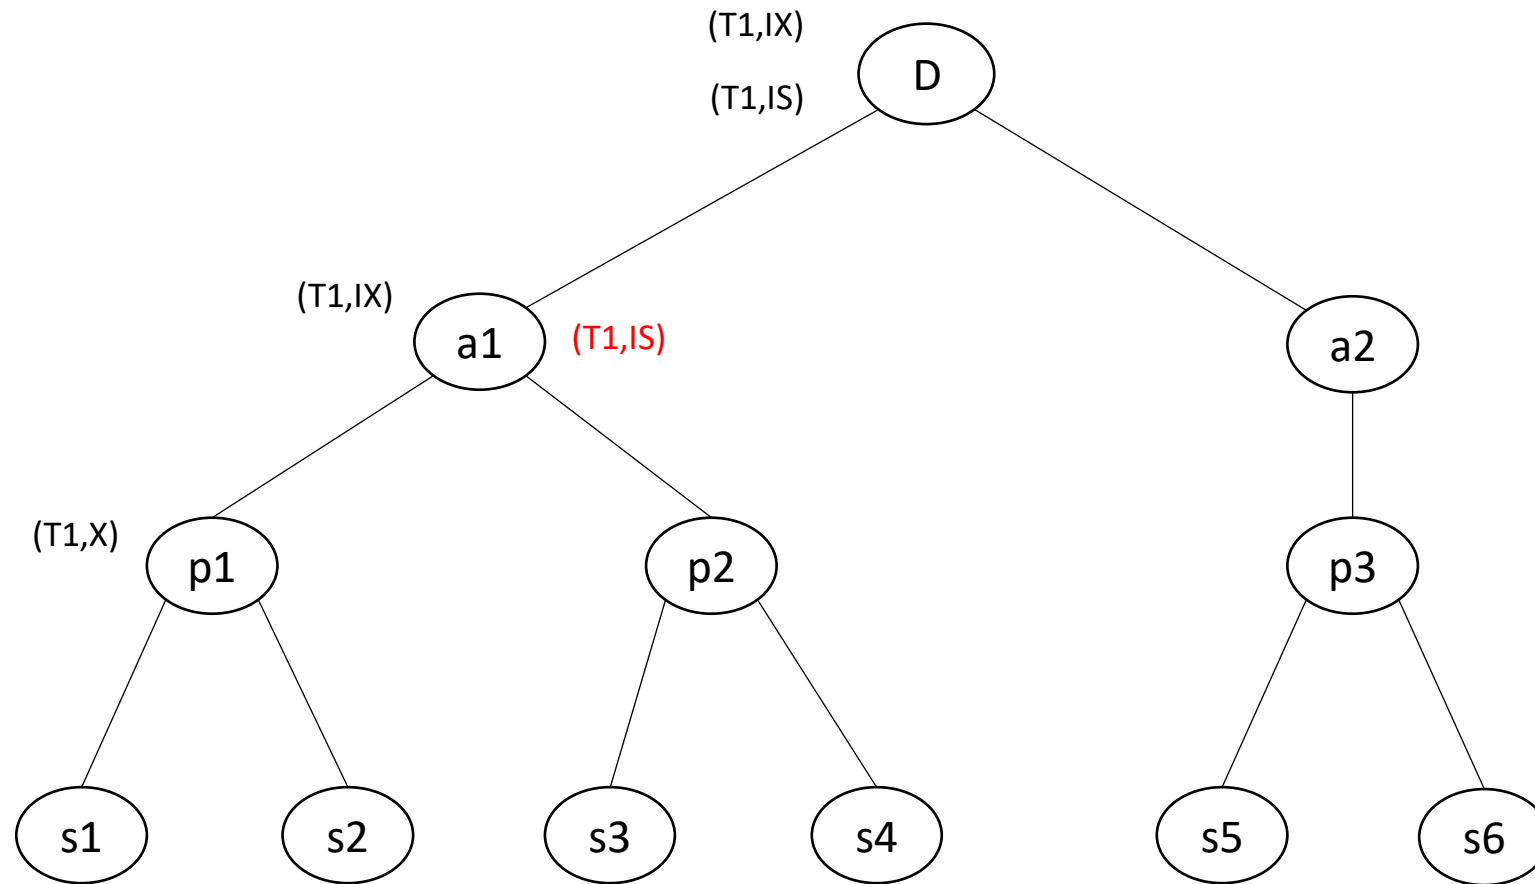 (T1,IX)
D
(T1,IS)
(T1,IX)
a1
(T1,IS)
a2
(T1,X)
p1
p2
p3
s1
s2
s3
s4
s5
s6